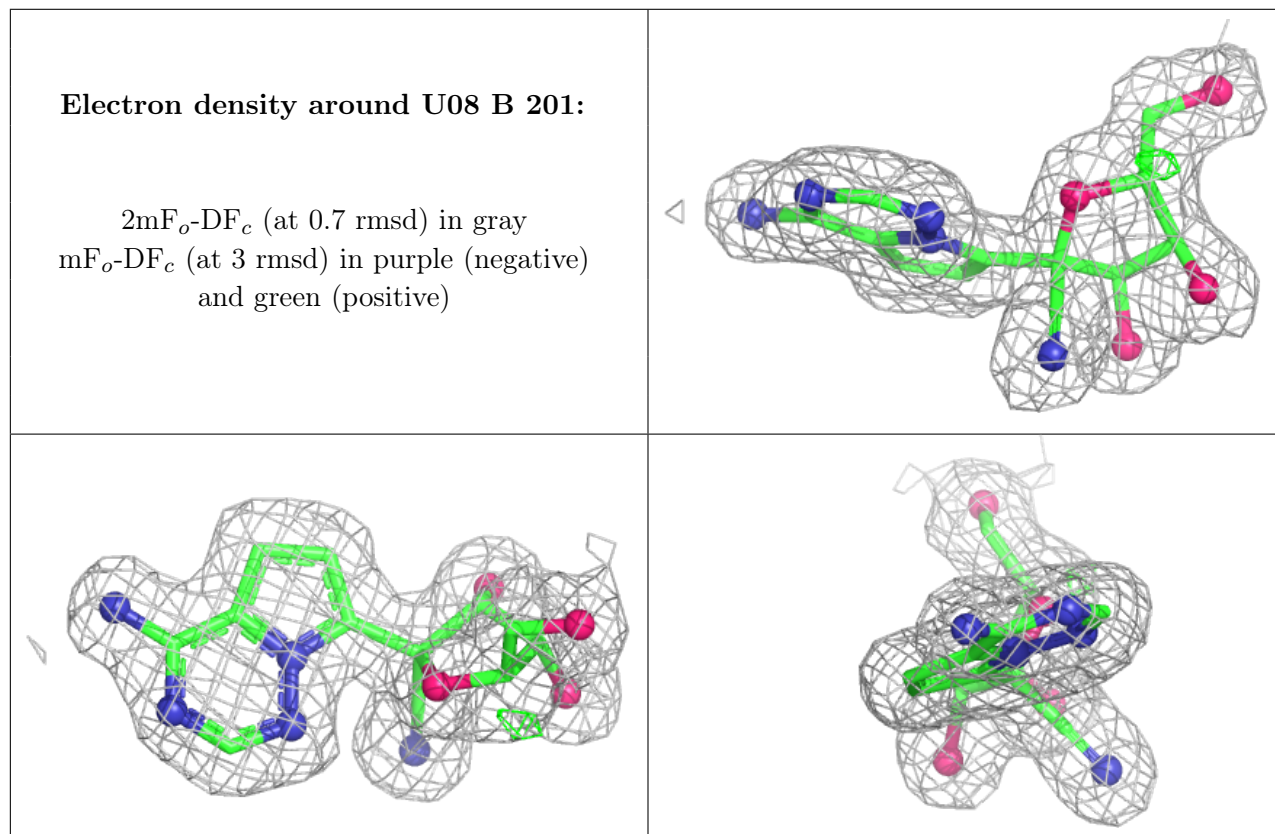 Electron density around U08 B 201:
2mFₒ-DF𝒸 (at 0.7 rmsd) in gray
mFₒ-DF𝒸 (at 3 rmsd) in purple (negative)
and green (positive)